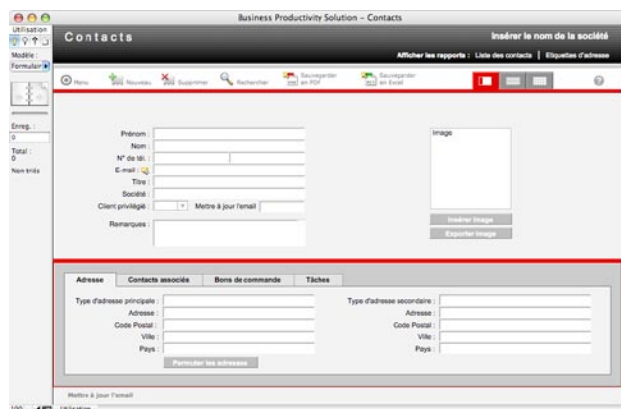 Business Productivity Solution – Contacts
Utilisation
Contacts
Insérer le nom de la société
Modèle :
Formulair
Afficher les rapports : Liste des contacts | Etiquettes d'adresse
Menu Nouveau Supprimer Rechercher Sauvegarder en PDF Sauvegarder en Excel
Enreg. :
0
Total :
0
Non triés
Prénom :
Nom :
N° de tél. :
E-mail :
Titre :
Société :
Client privilégié : Mettre à jour l'email
Remarques :
Image
Insérer image
Exporter image
Adresse Contacts associés Bons de commande Tâches
Type d'adresse principale :
Adresse :
Code Postal :
Ville :
Pays :
Permuter les adresses
Type d'adresse secondaire :
Adresse :
Code Postal :
Ville :
Pays :
Mettre à jour l'email
100 Utilisation